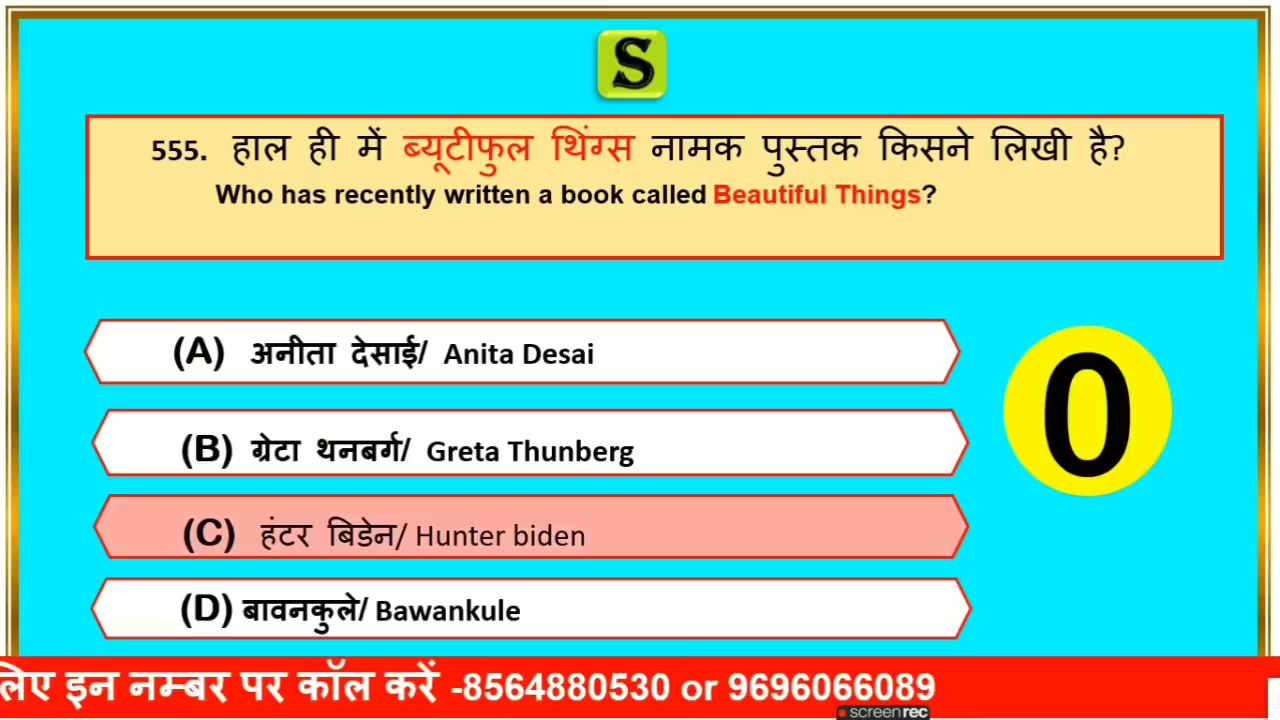 S
555. हाल ही में ब्यूटीफुल थिंग्स नामक पुस्तक किसने लिखी है?
Who has recently written a book called Beautiful Things?
(A) अनीता देसाई/ Anita Desai
(B) ग्रेटा थनबर्ग/ Greta Thunberg
0
(C) हंटर बिडेन/ Hunter biden
(D) बावनकुले/ Bawankule
लिए इन नम्बर पर कॉल करें -8564880530 or 9696066089
screenrec